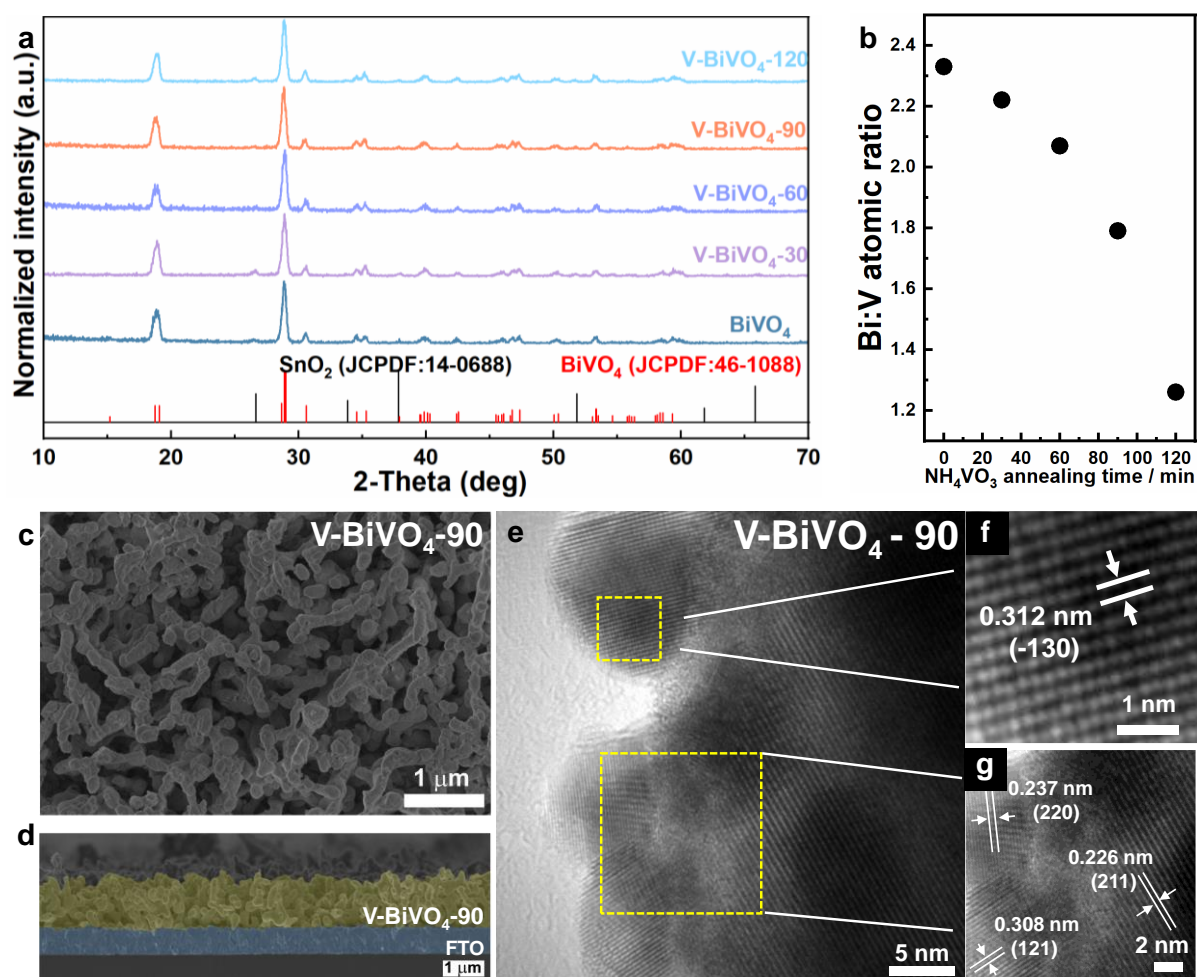 a
Normalized intensity (a.u.)
V-BiVO₄-120
V-BiVO₄-90
V-BiVO₄-60
V-BiVO₄-30
BiVO₄
SnO₂ (JCPDF:14-0688)
BiVO₄ (JCPDF:46-1088)
10 20 30 40 50 60 70
2-Theta (deg)
b
Bi:V atomic ratio
2.4
2.2
2.0
1.8
1.6
1.4
1.2
0 20 40 60 80 100 120
NH₄VO₃ annealing time / min
c
V-BiVO₄-90
1 μm
d
V-BiVO₄-90
FTO
1 μm
e
V-BiVO₄ - 90
5 nm
f
0.312 nm
(-130)
1 nm
g
0.237 nm
(220)
0.226 nm
(211)
0.308 nm
(121)
2 nm